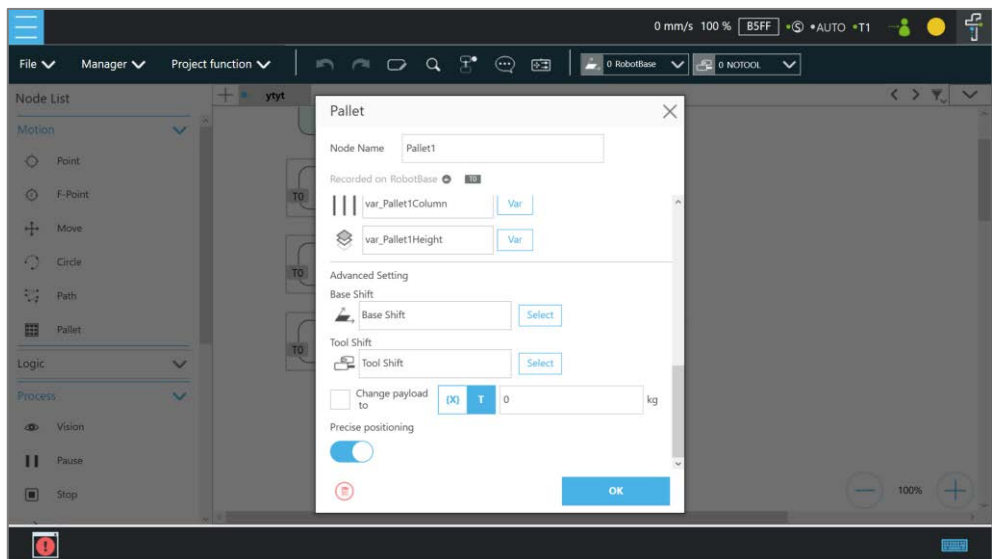 0 mm/s 100 % B5FF S AUTO T1
File Manager Project function 0 RobotBase 0 NOTOOL
Node List
ytyt
Motion
Point
F-Point
Move
Circle
Path
Pallet
Logic
Process
Vision
Pause
Stop
T0
T0
T0
Pallet
Node Name Pallet1
Recorded on RobotBase T0
var_Pallet1Column Var
var_Pallet1Height Var
Advanced Setting
Base Shift
Base Shift Select
Tool Shift
Tool Shift Select
Change payload
to (X) T 0 kg
Precise positioning
OK
100%